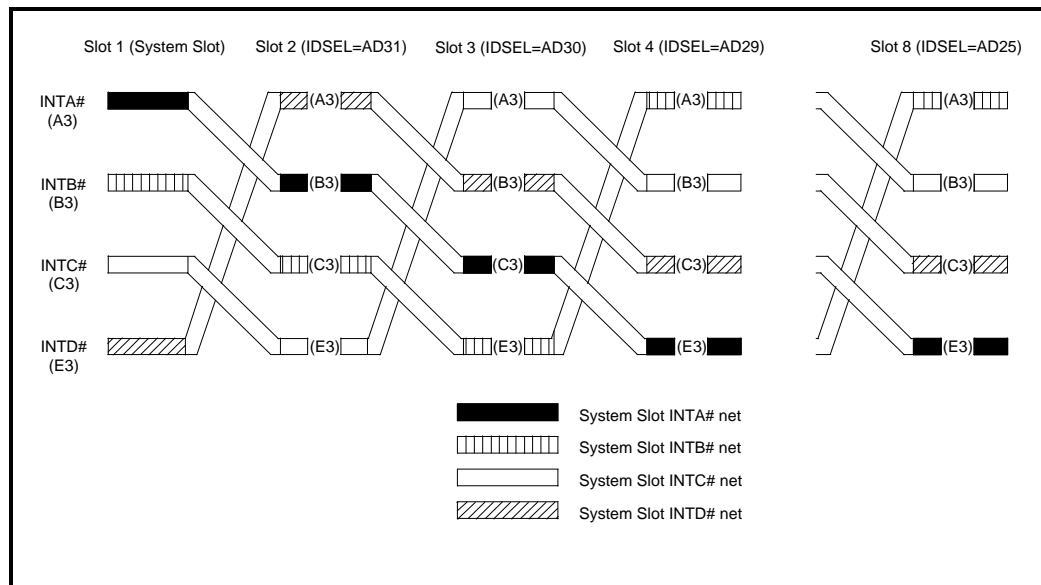 Slot 1 (System Slot) Slot 2 (IDSEL=AD31) Slot 3 (IDSEL=AD30) Slot 4 (IDSEL=AD29) Slot 8 (IDSEL=AD25)
INTA# (A3) (A3) (A3) (A3)
(A3)
INTB# (B3) (B3) (B3) (B3)
(B3)
INTC# (C3) (C3) (C3) (C3)
(C3)
INTD# (E3) (E3) (E3) (E3)
(E3)
System Slot INTA# net
System Slot INTB# net
System Slot INTC# net
System Slot INTD# net